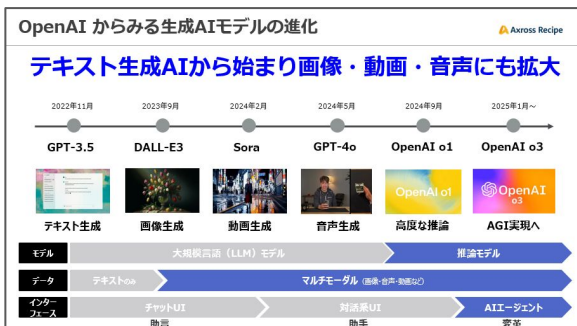 OpenAI からみる生成AIモデルの進化
Axross Recipe
テキスト生成AIから始まり画像・動画・音声にも拡大
2022年11月 2023年9月 2024年2月 2024年5月 2024年9月 2025年1月～
GPT-3.5 DALL-E3 Sora GPT-4o OpenAI o1 OpenAI o3
OpenAI o1
OpenAI
o3
テキスト生成 画像生成 動画生成 音声生成 高度な推論 AGI実現へ
モデル 大規模言語（LLM）モデル 推論モデル
データ テキストのみ マルチモーダル（画像・音声・動画など）
インター
フェース
チャットUI 対話系UI AIエージェント
助言 助手 変革